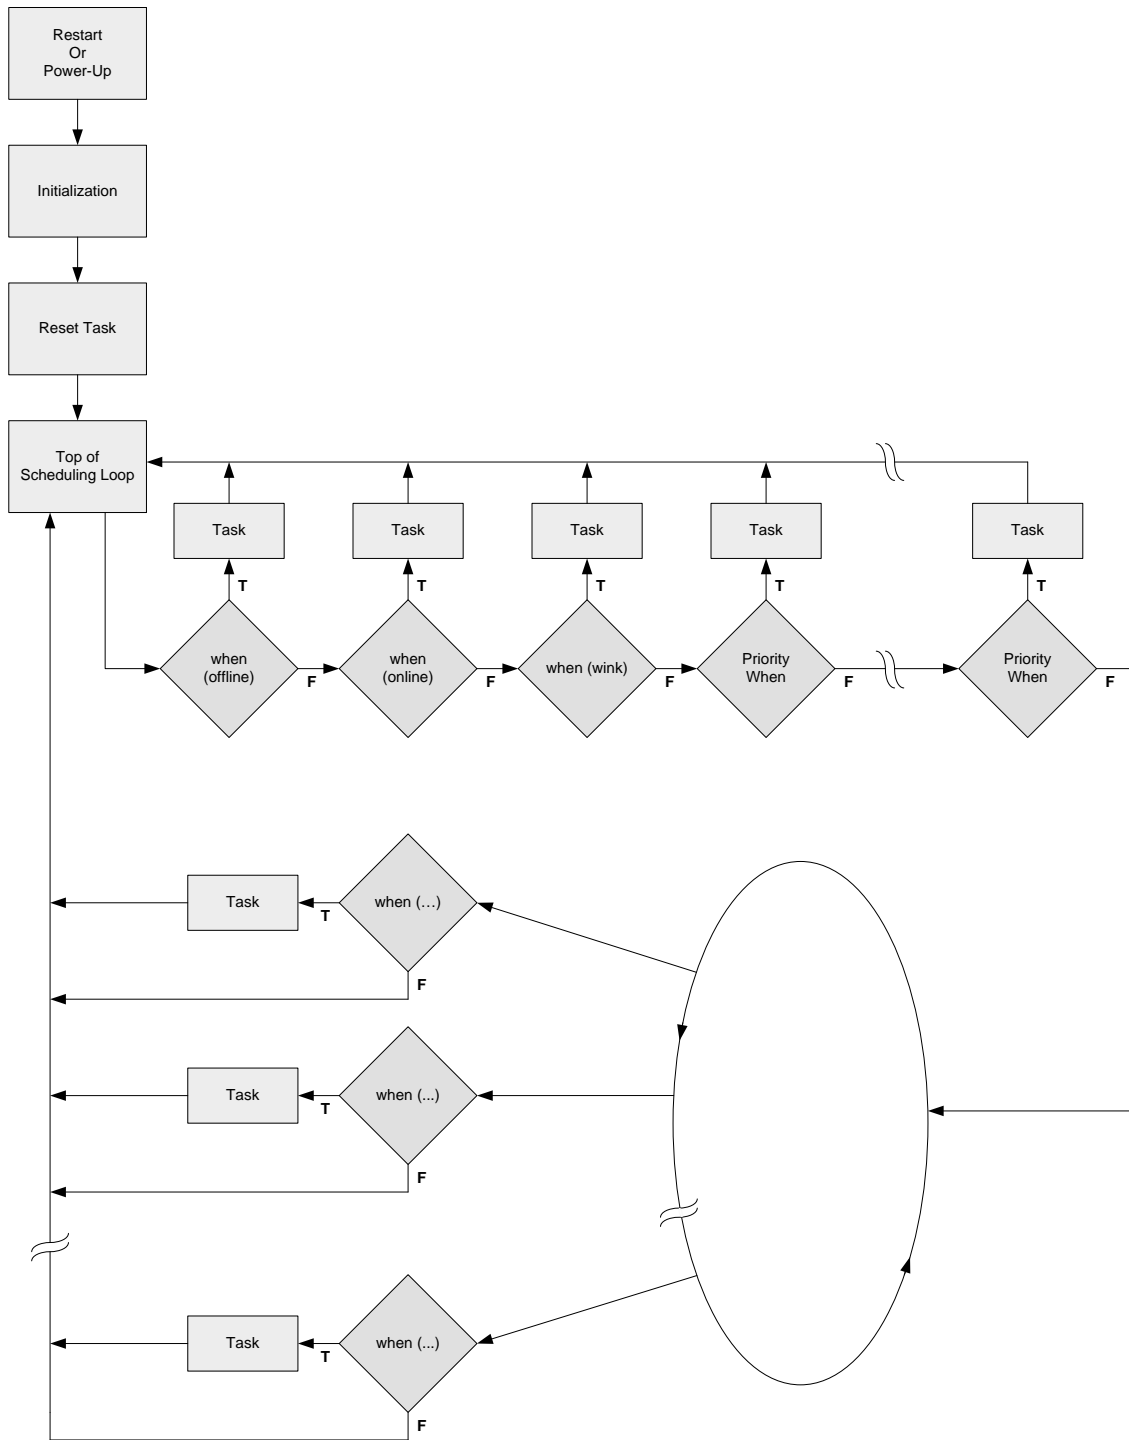 Restart
Or
Power-Up
Initialization
Reset Task
Top of
Scheduling Loop
Task
Task
Task
Task
Task
T
T
T
T
T
when
(offline)
F
when
(online)
F
when (wink)
F
Priority
When
F
Priority
When
F
Task
T
when (…)
F
Task
T
when (...)
F
Task
T
when (...)
F